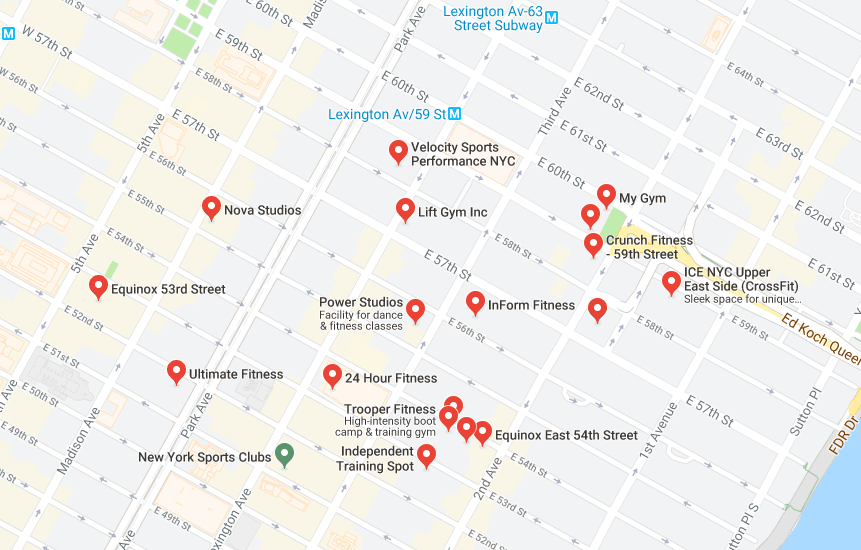 Lexington Av-63
Street Subway
Madis
Park Ave
W 57th St
E 59th St
E 60th St
E 64th St
W 56th St
E 58th St
E 62nd St
Third Ave
Lexington Av/59 St
5th Ave
E 57th St
E 61st St
E 63rd St
Velocity Sports
Performance NYC
E 56th St
E 60th St
E 55th St
My Gym
Nova Studios
Lift Gym Inc
E 62nd St
E 54th St
E 58th St
Crunch Fitness
- 59th Street
5th Ave
E 57th St
E 61st St
ICE NYC Upper
East Side (CrossFit)
Sleek space for unique...
Equinox 53rd Street
Power Studios
Facility for dance
& fitness classes
InForm Fitness
E 52nd St
E 56th St
E 58th St
E 59th St
Ed Koch Queen
E 51st St
Ultimate Fitness
24 Hour Fitness
h Ave
Park Ave
Trooper Fitness
High-intensity boot
camp & training gym
E 57th St
Sutton Pl
E 49th St
Madison Ave
Equinox East 54th Street
1st Avenue
FDR Dr
New York Sports Clubs
Independent
Training Spot
E 54th St
2nd Ave
E 53rd St
E 49th St
exington Ave
Park Ave
E 52nd St
utton Pl S